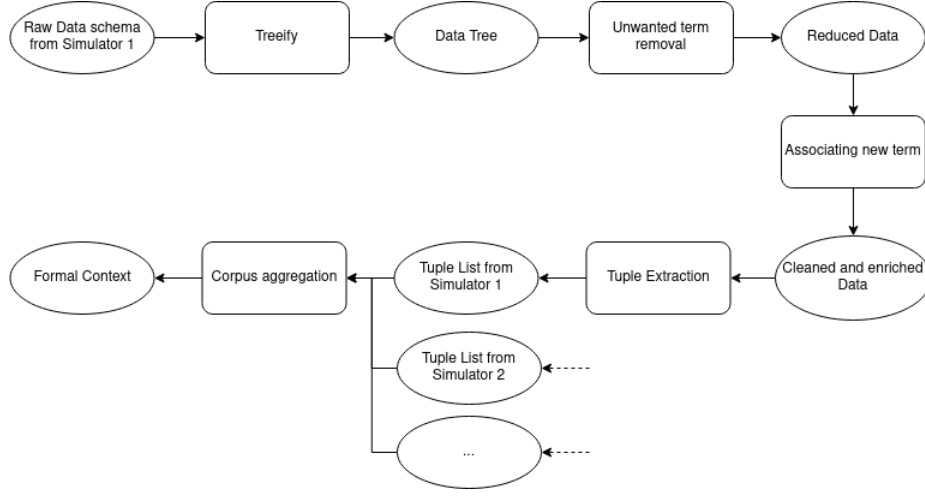 Raw Data schema
from Simulator 1
Treeify
Data Tree
Unwanted term
removal
Reduced Data
Associating new term
Cleaned and enriched
Data
Tuple Extraction
Tuple List from
Simulator 1
Corpus aggregation
Formal Context
Tuple List from
Simulator 2
...